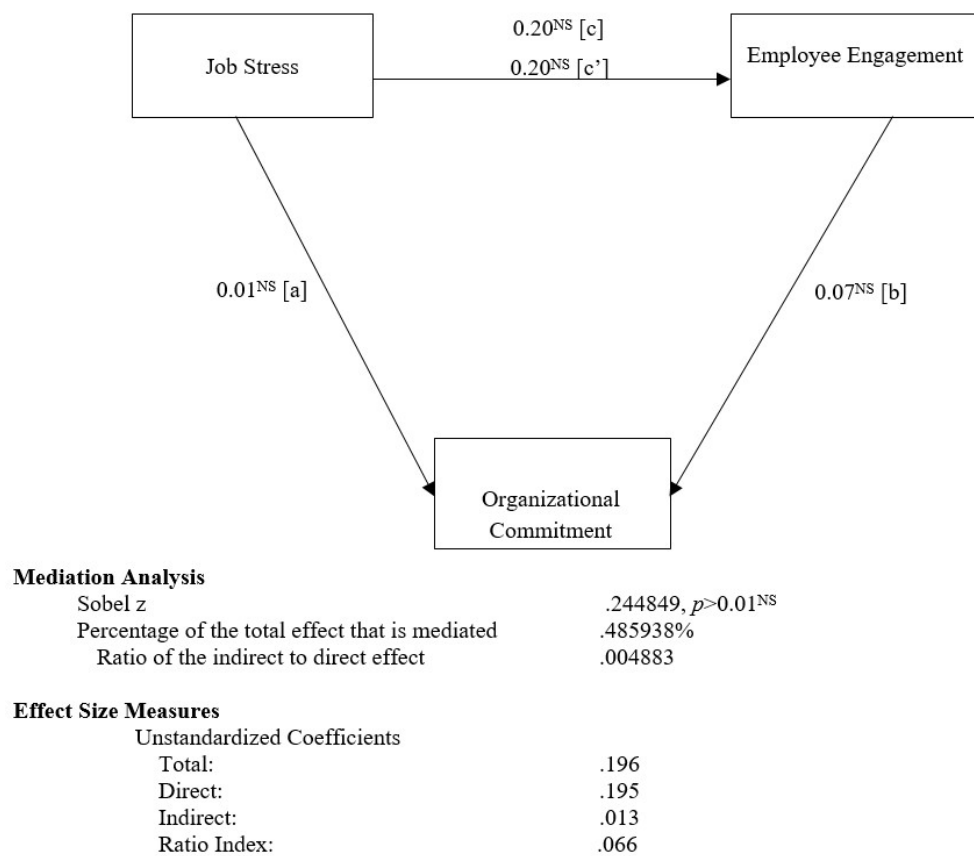 0.20ᴺˢ [c]
Job Stress
0.20ᴺˢ [c’]
Employee Engagement
0.01ᴺˢ [a]
0.07ᴺˢ [b]
Organizational
Commitment
Mediation Analysis
Sobel z .244849, p>0.01ᴺˢ
Percentage of the total effect that is mediated .485938%
Ratio of the indirect to direct effect .004883
Effect Size Measures
Unstandardized Coefficients
Total: .196
Direct: .195
Indirect: .013
Ratio Index: .066